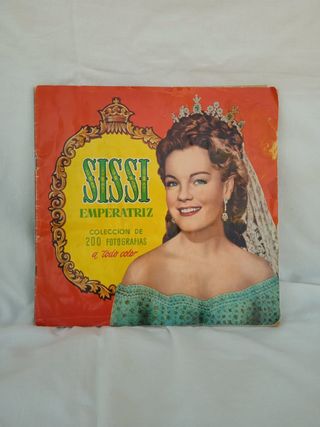 SISSI
EMPERATRIZ
COLECCION DE
200 FOTOGRAFIAS
a todo color